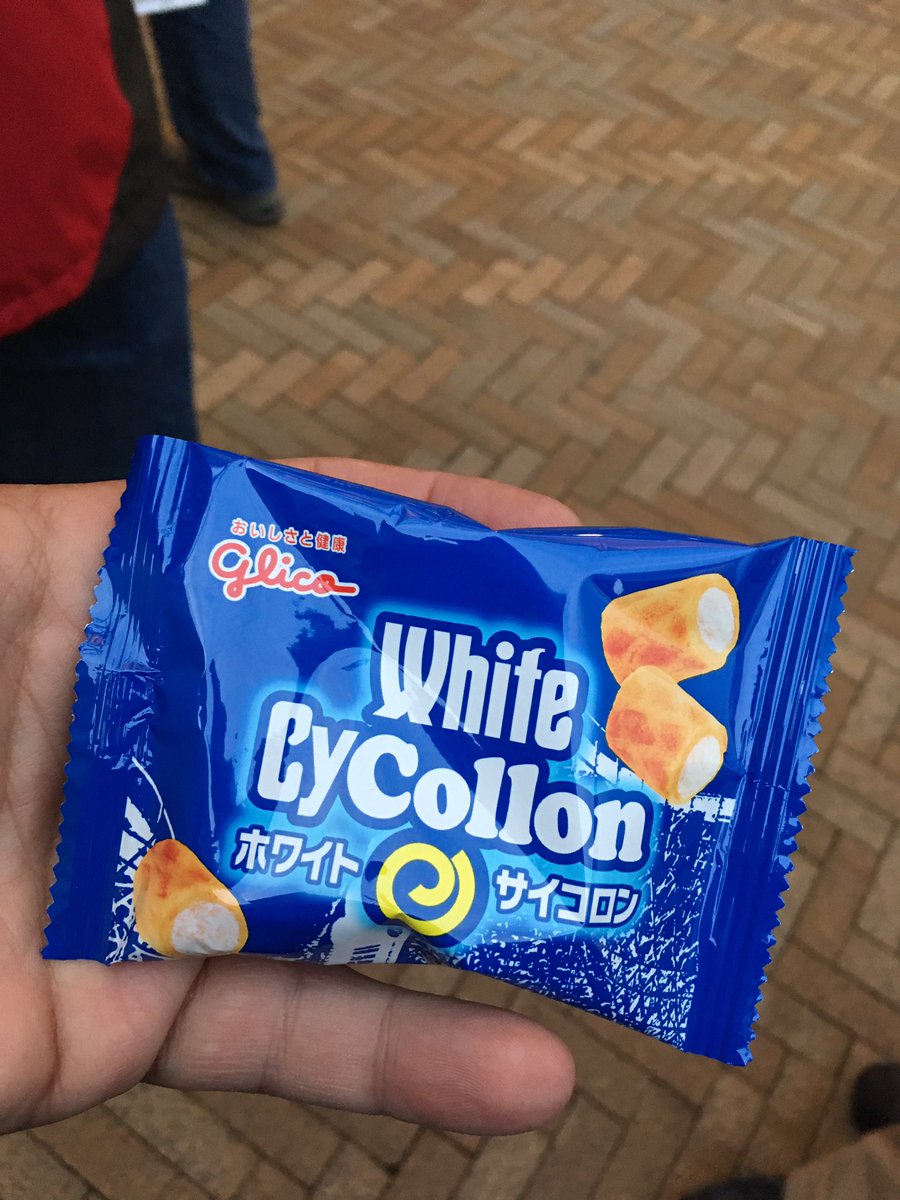 おいしさと健康
Glico
White
CyCollon
ホワイト サイコロン